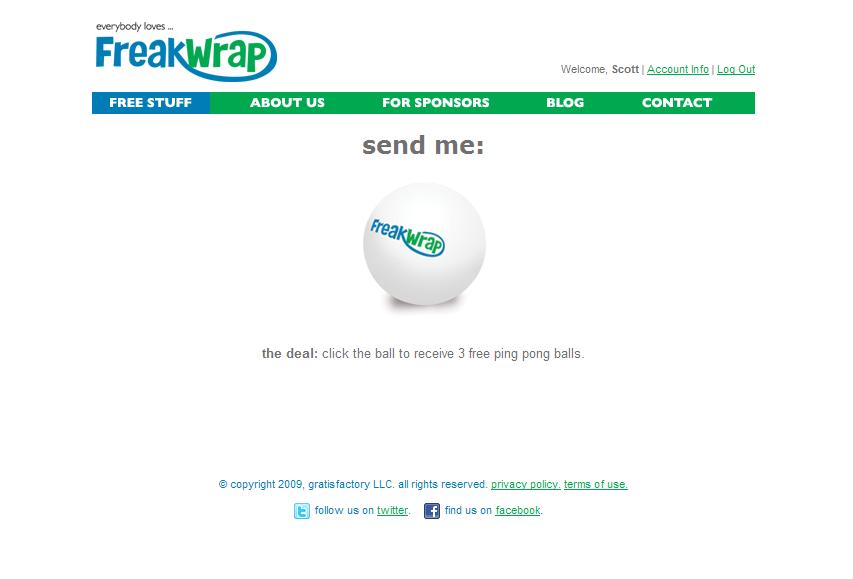 everybody loves ...
FreakWrap
Welcome, Scott | Account Info | Log Out
FREE STUFF ABOUT US FOR SPONSORS BLOG CONTACT
send me:
FreakWrap
the deal: click the ball to receive 3 free ping pong balls.
© copyright 2009, gratisfactory LLC. all rights reserved. privacy policy. terms of use.
follow us on twitter. find us on facebook.